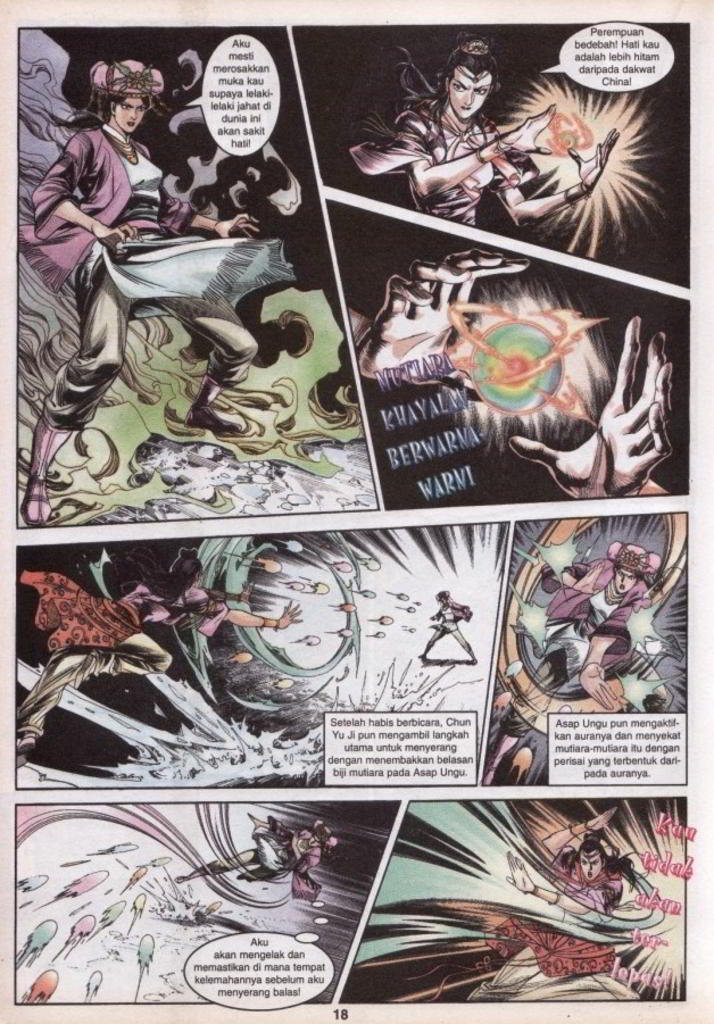 Aku
mesti
merosakkan
muka kau
supaya lelaki-
lelaki jahat di
dunia ini
akan sakit
hati!
Perempuan
bedebah! Hati kau
adalah lebih hitam
daripada dakwat
China!
MUTIARA
KHAYALAN
BERWARNA
WARNI
Setelah habis berbicara, Chun
Yu Ji pun mengambil langkah
utama untuk menyerang
dengan menembakkan belasan
biji mutiara pada Asap Ungu.
Asap Ungu pun mengaktif-
kan auranya dan menyekat
mutiara-mutiara itu dengan
perisai yang terbentuk dari-
pada auranya.
Aku
akan mengelak dan
memastikan di mana tempat
kelemahannya sebelum aku
menyerang balas!
Kau
tidak
akan
ter-
lepas!
18